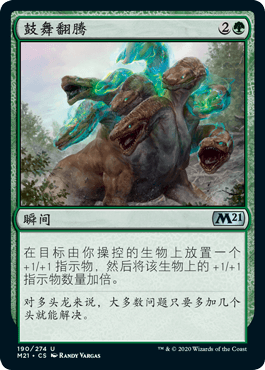 鼓舞翻腾 2
瞬间 M21
在目标由你操控的生物上放置一个
+1/+1 指示物，然后将该生物上的 +1/+1
指示物数量加倍。
对多头龙来说，大多数问题只要多加几个
头就能解决。
190/274 U
M21 • CS RANDY VARGAS ™ & © 2020 Wizards of the Coast